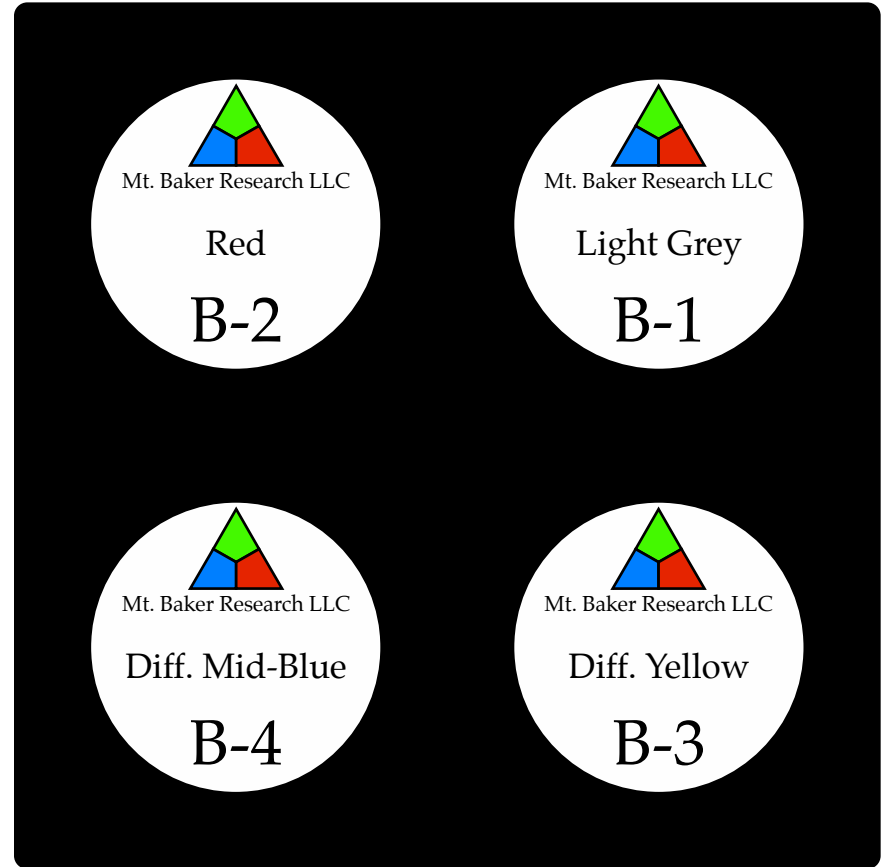 Mt. Baker Research LLC
Red
B-2
Mt. Baker Research LLC
Light Grey
B-1
Mt. Baker Research LLC
Diff. Mid-Blue
B-4
Mt. Baker Research LLC
Diff. Yellow
B-3